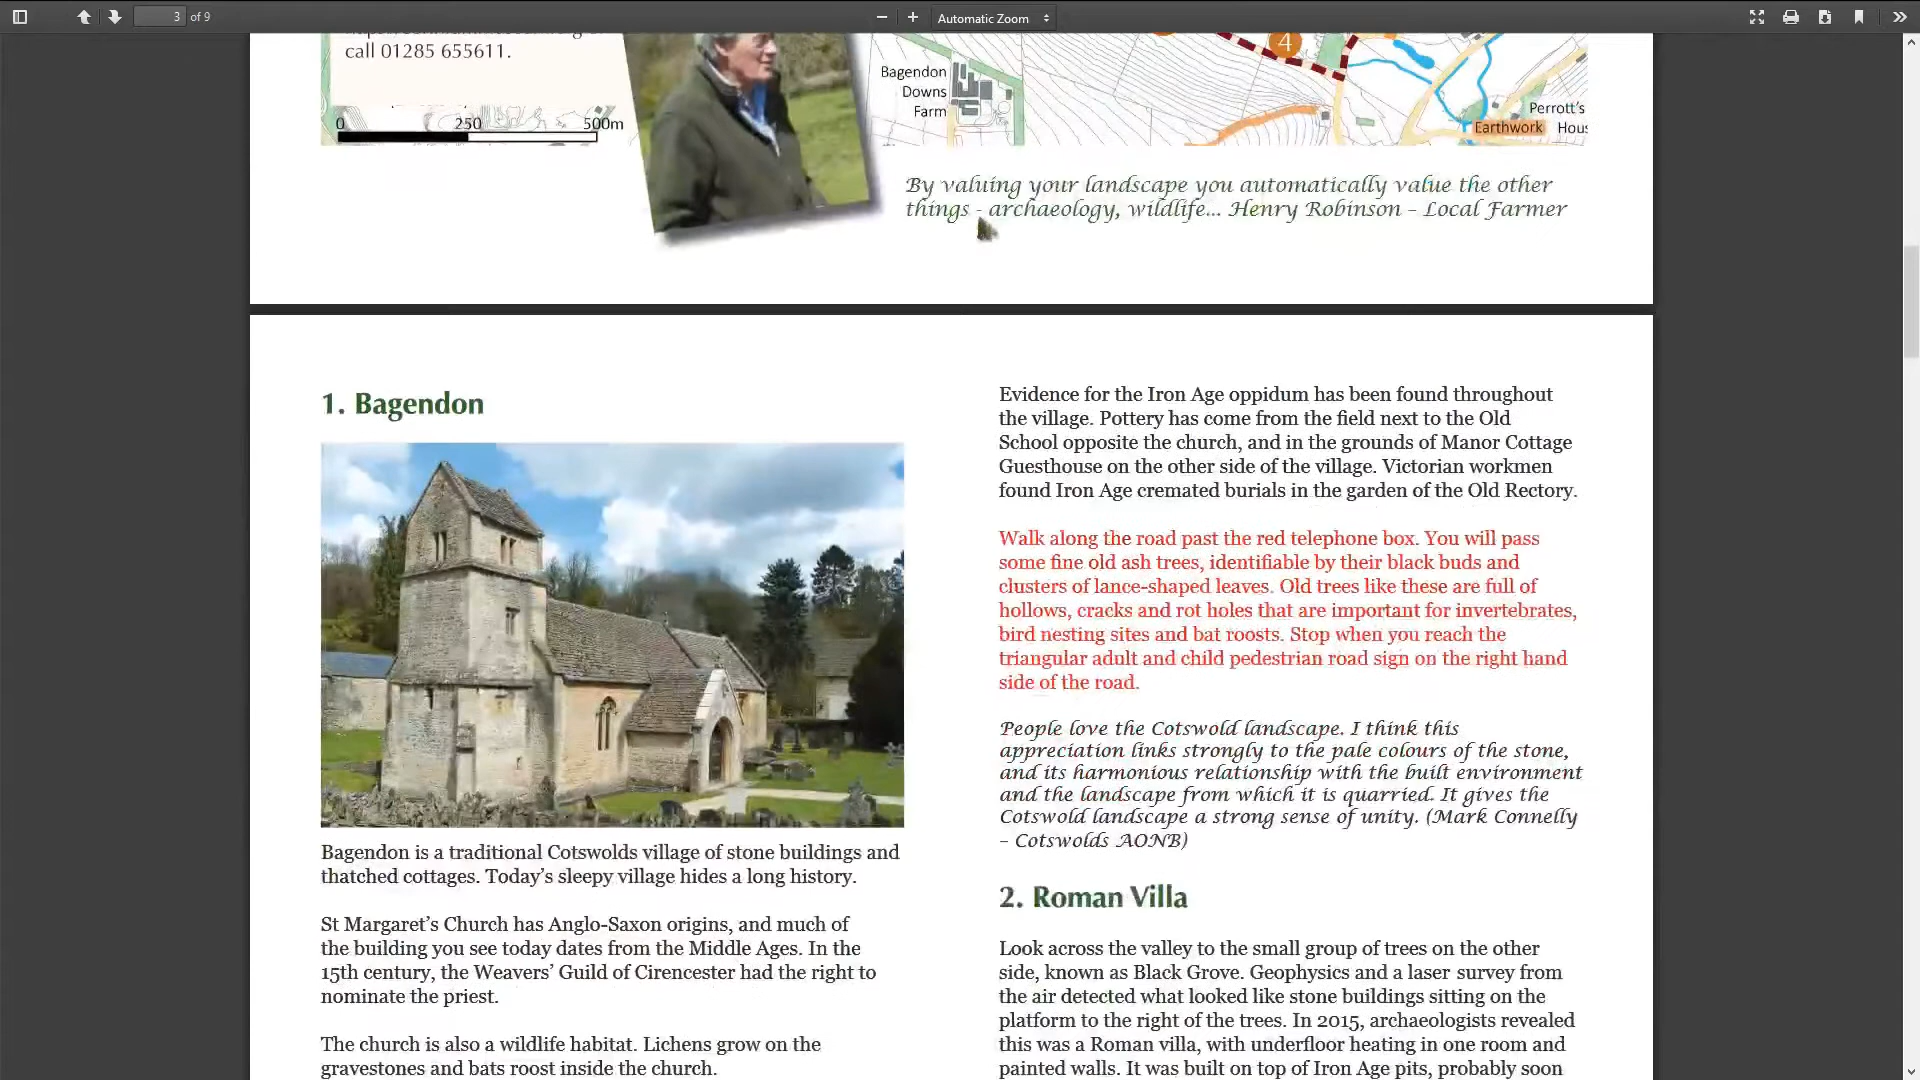 3 of 9
Automatic Zoom
call 01285 655611.
0 250 500m
Bagendon
Downs
Farm
4
Perrott's
Earthwork
By valuing your landscape you automatically value the other
things - archaeology, wildlife... Henry Robinson – Local Farmer
1. Bagendon
Bagendon is a traditional Cotswolds village of stone buildings and
thatched cottages. Today's sleepy village hides a long history.
St Margaret's Church has Anglo-Saxon origins, and much of
the building you see today dates from the Middle Ages. In the
15th century, the Weavers' Guild of Cirencester had the right to
nominate the priest.
The church is also a wildlife habitat. Lichens grow on the
gravestones and bats roost inside the church.
Evidence for the Iron Age oppidum has been found throughout
the village. Pottery has come from the field next to the Old
School opposite the church, and in the grounds of Manor Cottage
Guesthouse on the other side of the village. Victorian workmen
found Iron Age cremated burials in the garden of the Old Rectory.
Walk along the road past the red telephone box. You will pass
some fine old ash trees, identifiable by their black buds and
clusters of lance-shaped leaves. Old trees like these are full of
hollows, cracks and rot holes that are important for invertebrates,
bird nesting sites and bat roosts. Stop when you reach the
triangular adult and child pedestrian road sign on the right hand
side of the road.
People love the Cotswold landscape. I think this
appreciation links strongly to the pale colours of the stone,
and its harmonious relationship with the built environment
and the landscape from which it is quarried. It gives the
Cotswold landscape a strong sense of unity. (Mark Connelly
– Cotswolds AONB)
2. Roman Villa
Look across the valley to the small group of trees on the other
side, known as Black Grove. Geophysics and a laser survey from
the air detected what looked like stone buildings sitting on the
platform to the right of the trees. In 2015, archaeologists revealed
this was a Roman villa, with underfloor heating in one room and
painted walls. It was built on top of Iron Age pits, probably soon